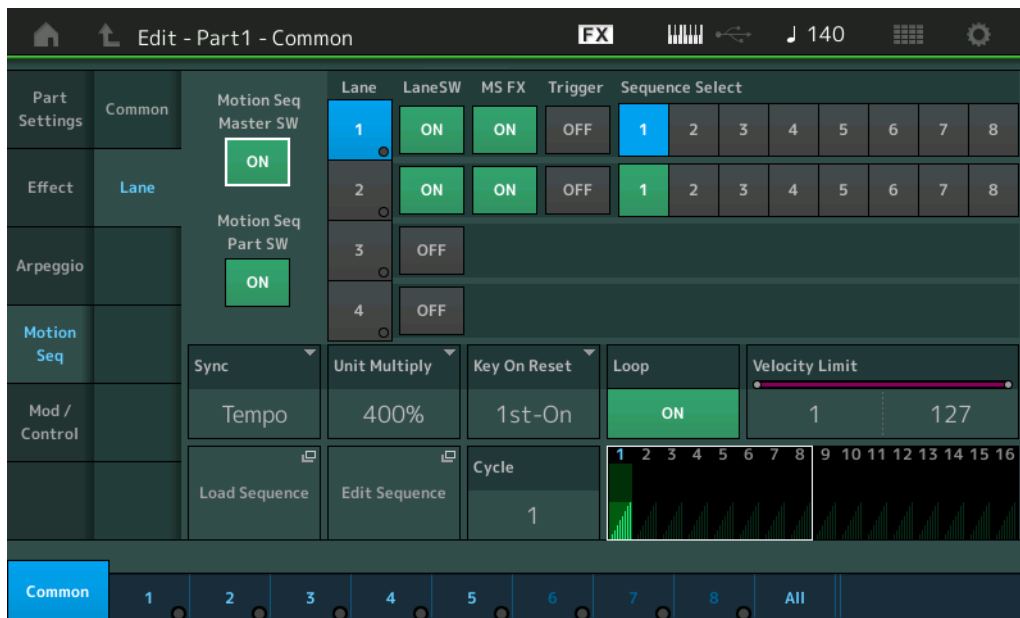 Edit - Part1 - Common FX 140
Part Settings
Common
Motion Seq Master SW
ON
Lane LaneSW MS FX Trigger Sequence Select
1 ON ON OFF 1 2 3 4 5 6 7 8
Effect
Lane
2 ON ON OFF 1 2 3 4 5 6 7 8
Motion Seq Part SW
ON
Arpeggio
3 OFF
4 OFF
Motion Seq
Sync Unit Multiply Key On Reset Loop Velocity Limit
Tempo 400% 1st-On ON 1 127
Mod / Control
Load Sequence Edit Sequence
Cycle
1
1 2 3 4 5 6 7 8 9 10 11 12 13 14 15 16
Common 1 2 3 4 5 6 7 8 All